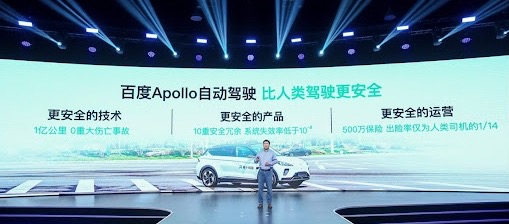 百度Apollo自动驾驶 比人类驾驶更安全
更安全的技术
1亿公里 0重大伤亡事故
更安全的产品
10重安全冗余 系统失效率低于10⁻⁸
更安全的运营
500万保险 出险率仅为人类司机的1/14